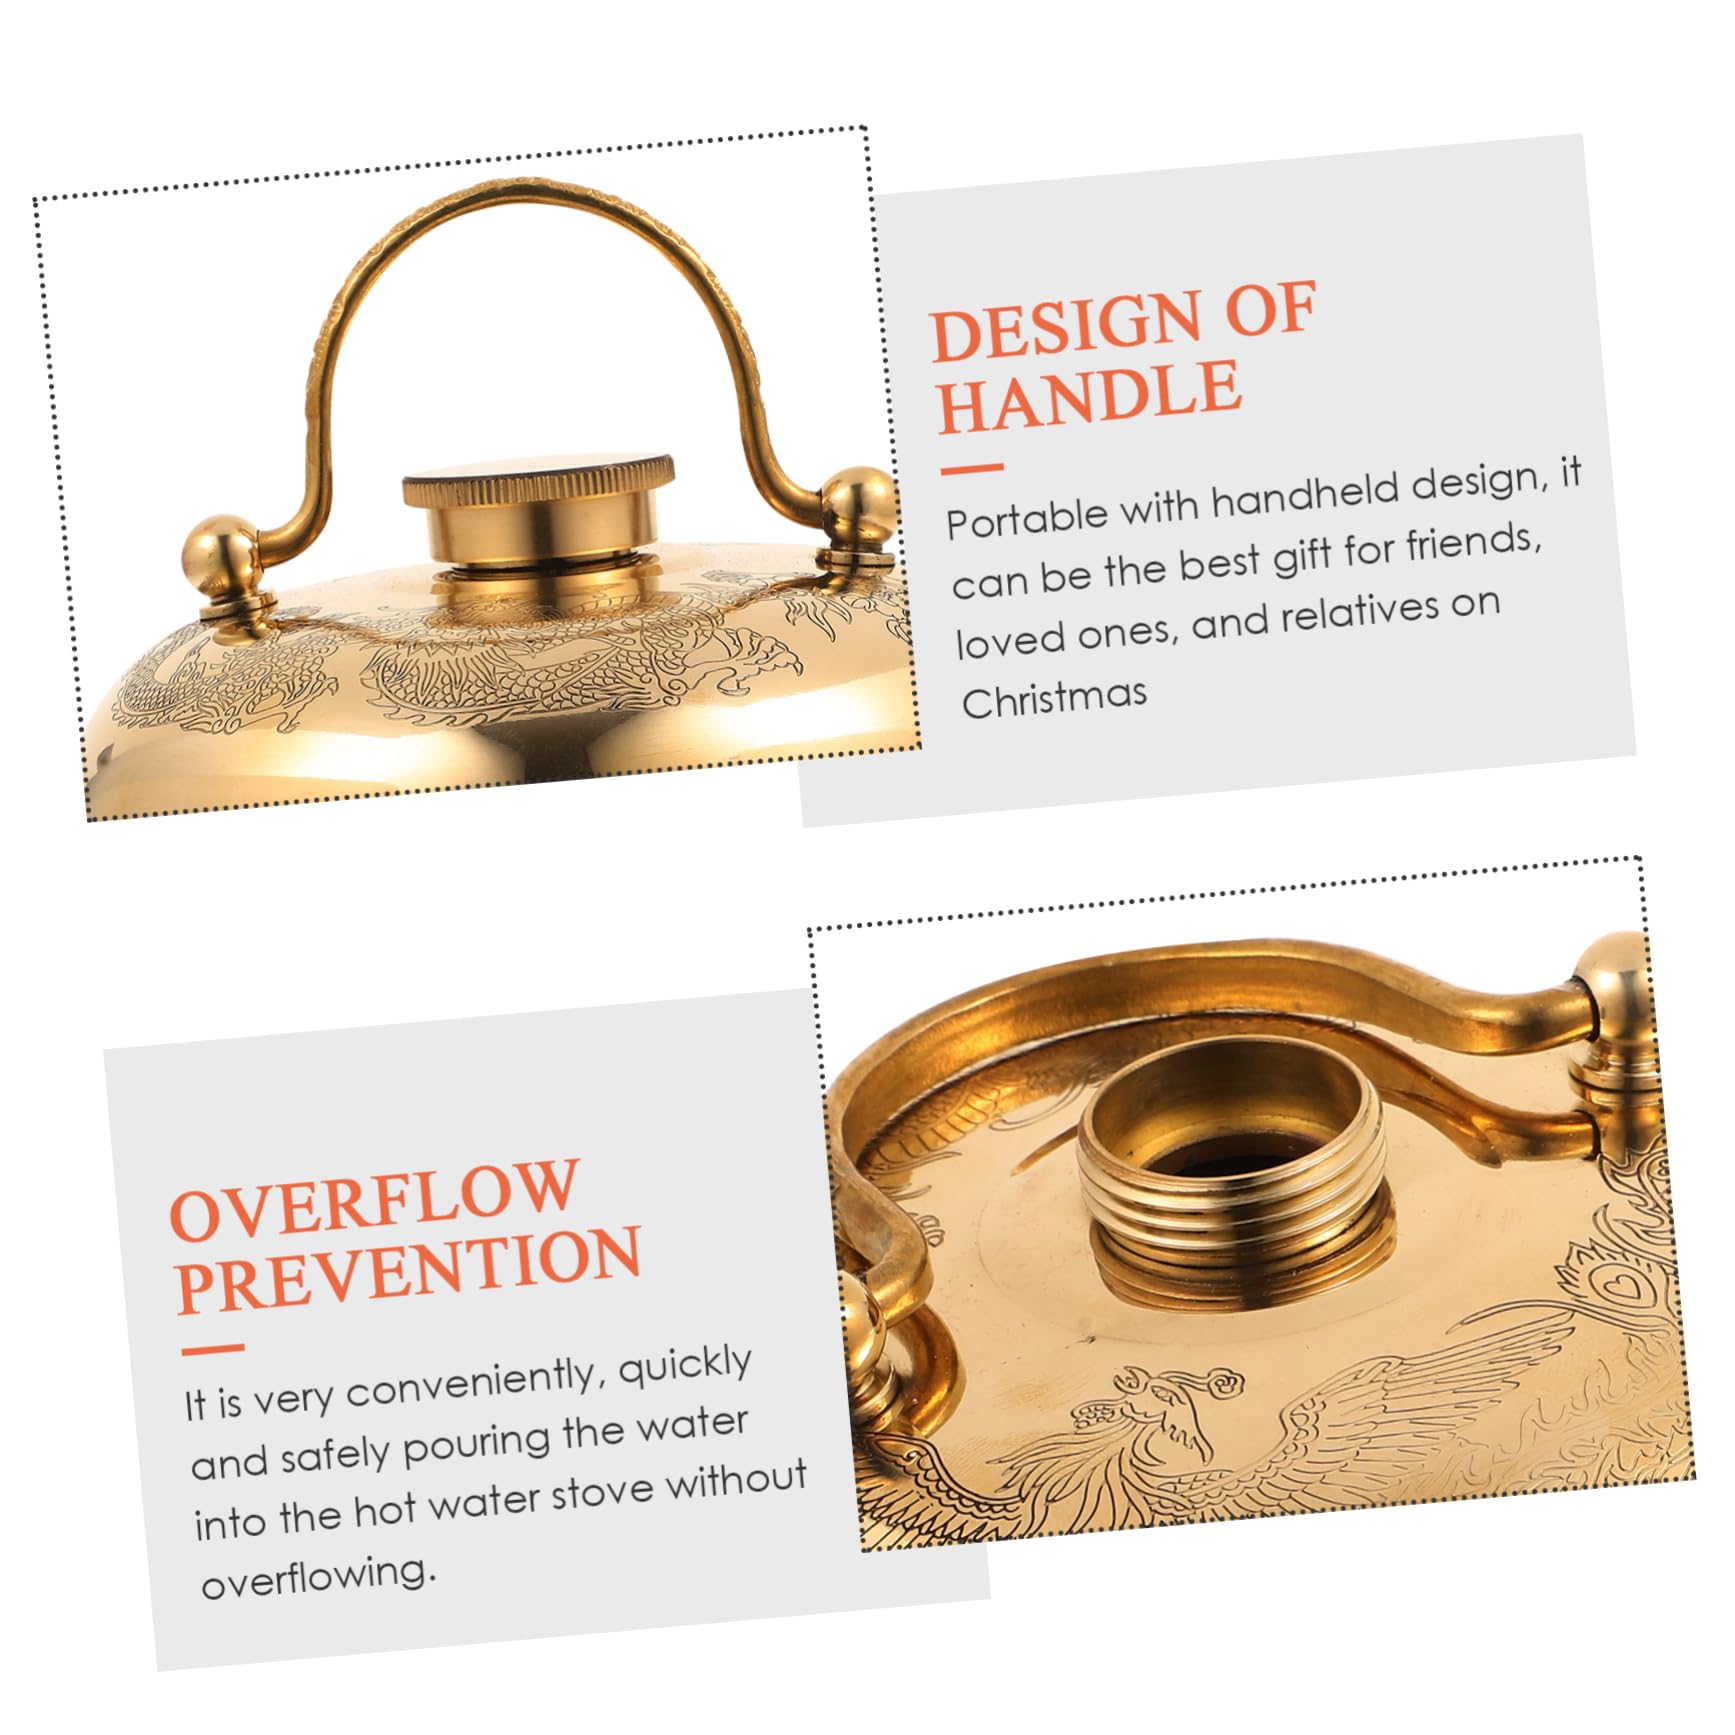 DESIGN OF
HANDLE
Portable with handheld design, it
can be the best gift for friends,
loved ones, and relatives on
Christmas
OVERFLOW
PREVENTION
It is very conveniently, quickly
and safely pouring the water
into the hot water stove without
overflowing.